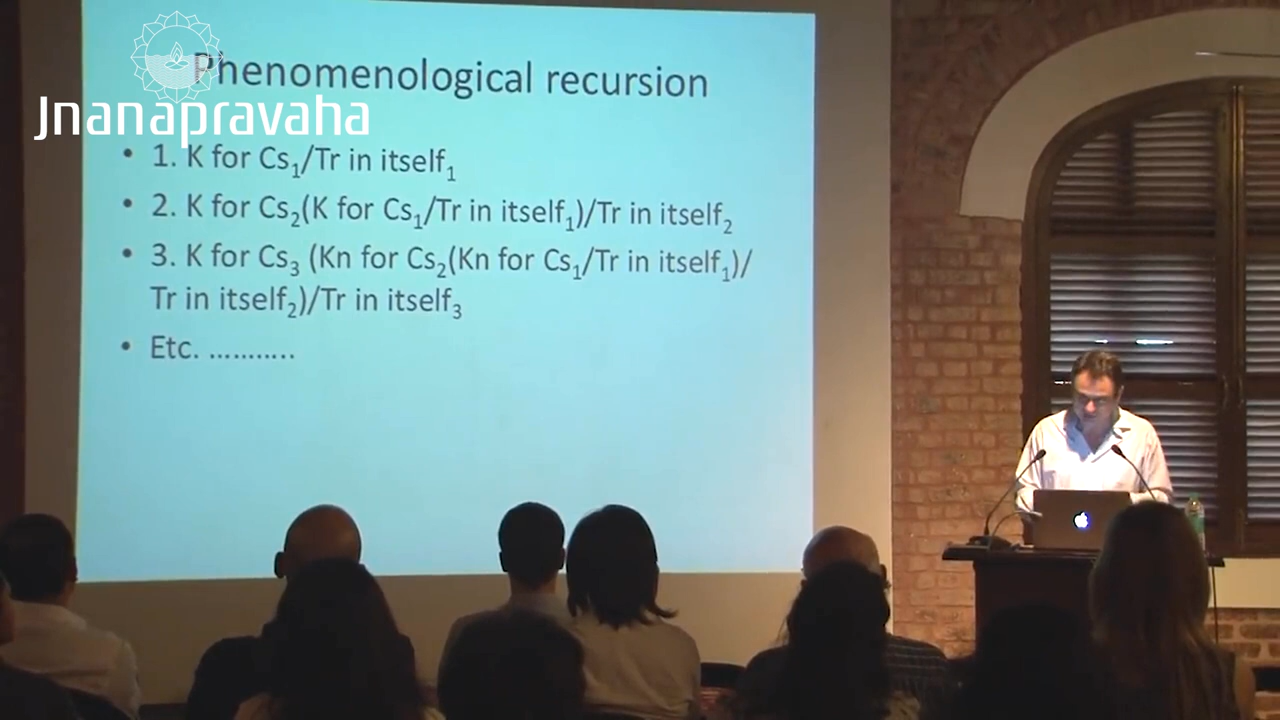 Phenomenological recursion
Jnanapravaha
• 1. K for Cs₁/Tr in itself₁
• 2. K for Cs₂(K for Cs₁/Tr in itself₁)/Tr in itself₂
• 3. K for Cs₃ (Kn for Cs₂(Kn for Cs₁/Tr in itself₁)/
Tr in itself₂)/Tr in itself₃
• Etc. ...........